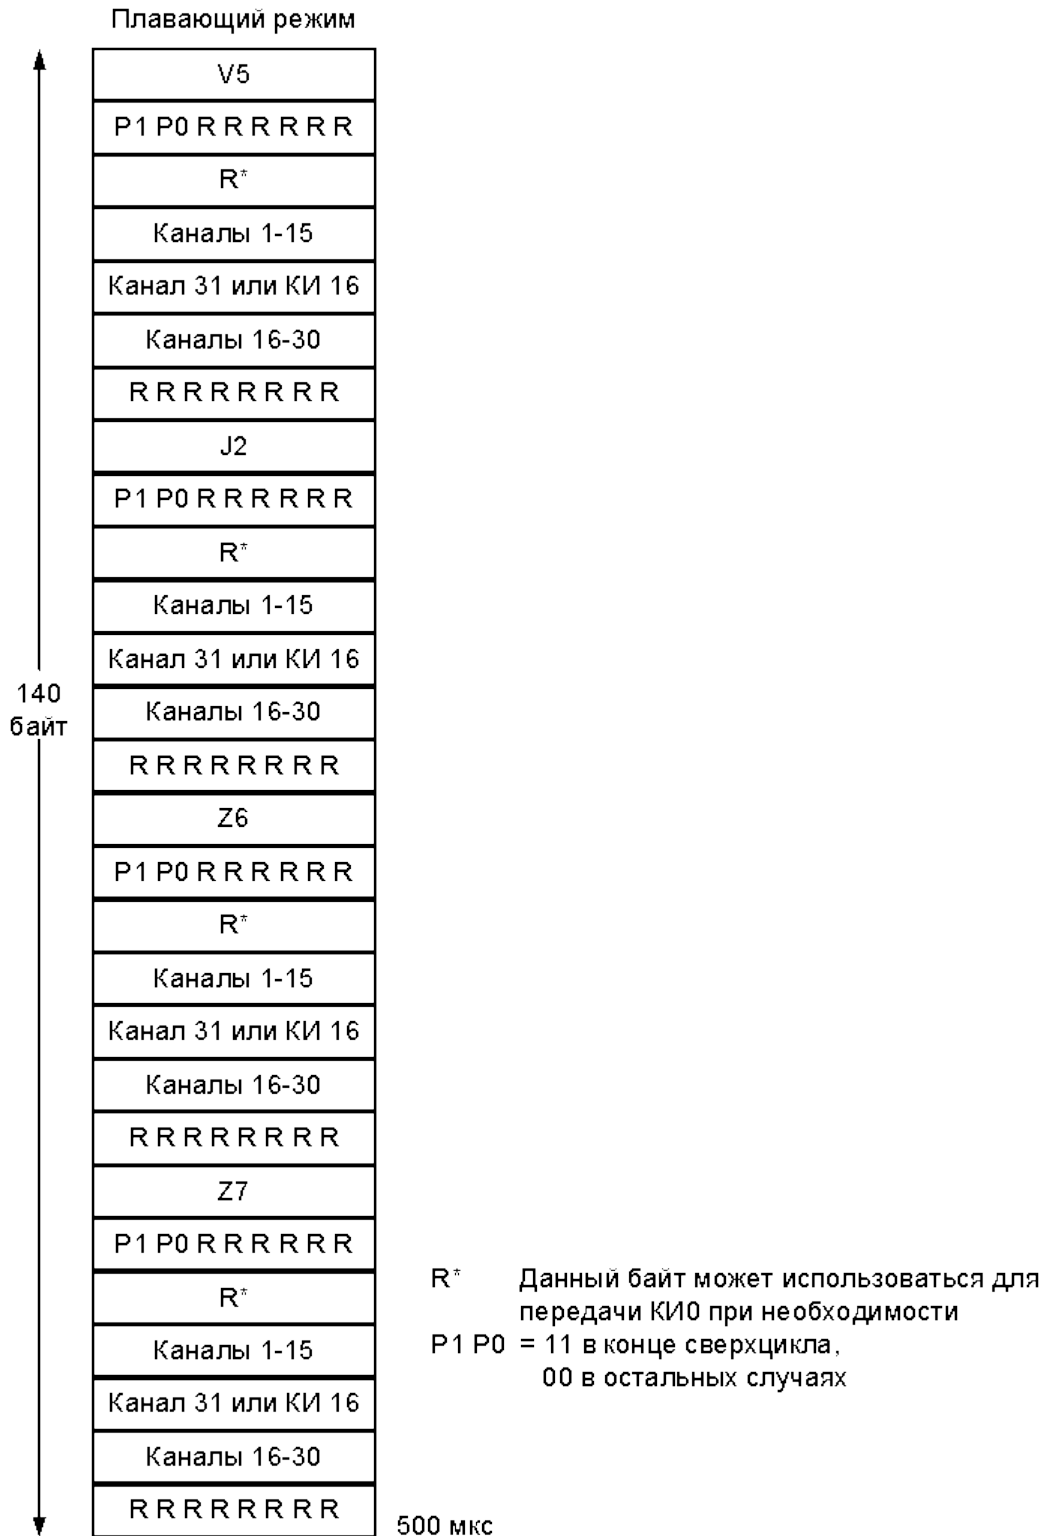 Плавающий режим
V5
P1 P0 R R R R R R
R*
Каналы 1-15
Канал 31 или КИ 16
Каналы 16-30
R R R R R R R R
J2
P1 P0 R R R R R R
R*
Каналы 1-15
Канал 31 или КИ 16
140
байт
Каналы 16-30
R R R R R R R R
Z6
P1 P0 R R R R R R
R*
Каналы 1-15
Канал 31 или КИ 16
Каналы 16-30
R R R R R R R R
Z7
P1 P0 R R R R R R
R*
Каналы 1-15
Канал 31 или КИ 16
Каналы 16-30
R R R R R R R R
500 мкс
R* Данный байт может использоваться для
передачи КИ0 при необходимости
P1 P0 = 11 в конце сверхцикла,
00 в остальных случаях